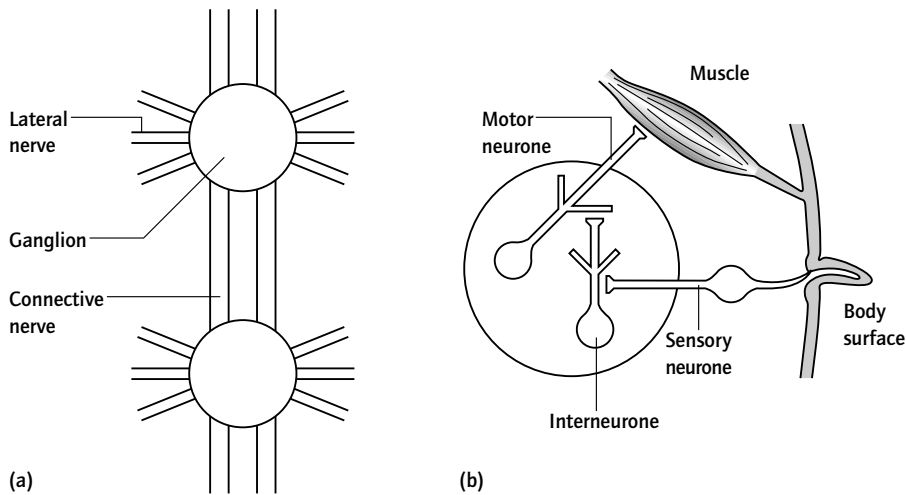 Lateral
nerve
Ganglion
Connective
nerve
(a)
Muscle
Motor
neurone
Sensory
neurone
Body
surface
Interneurone
(b)